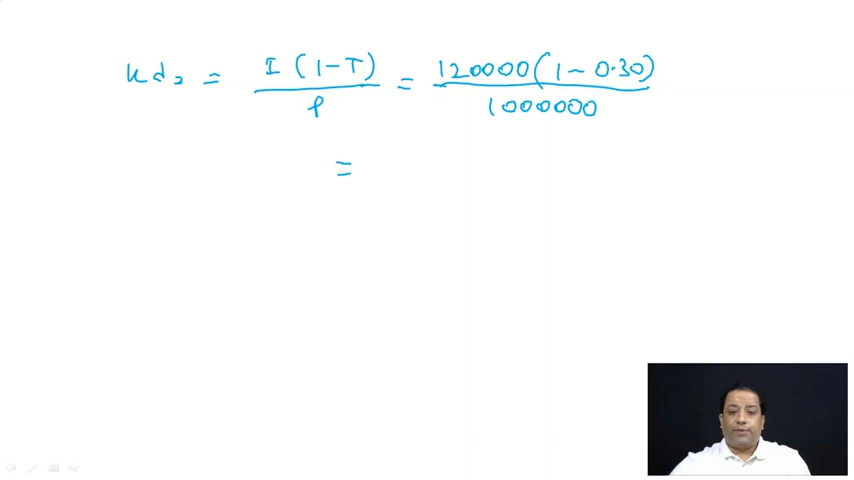 Kd₂ = I (1-T) / P = 120000 (1-0.30) / 1000000
=